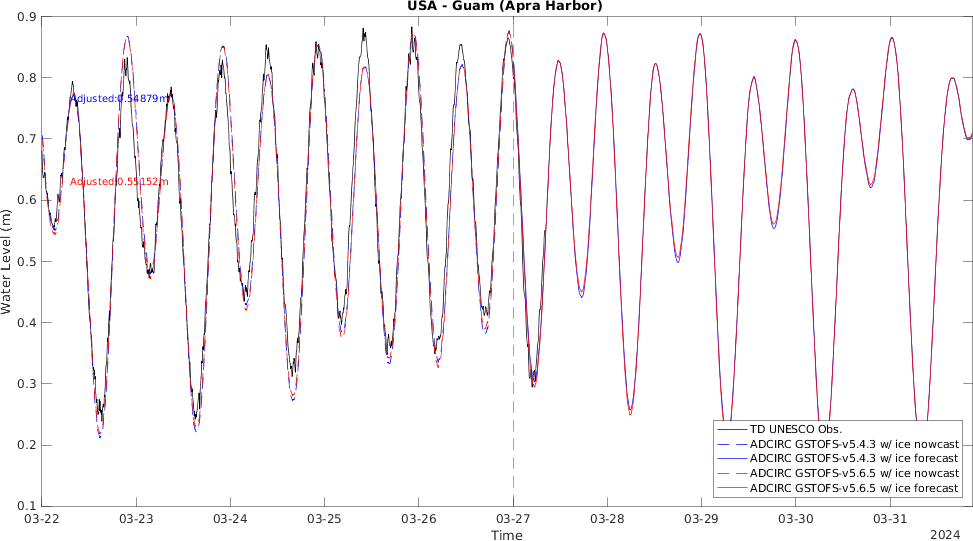 USA - Guam (Apra Harbor)
0.9
0.8
0.7
0.6
0.5
0.4
0.3
0.2
0.1
Water Level (m)
Adjusted:0.54879m
Adjusted:0.55152m
TD UNESCO Obs.
ADCIRC GSTOFS-v5.4.3 w/ ice nowcast
ADCIRC GSTOFS-v5.4.3 w/ ice forecast
ADCIRC GSTOFS-v5.6.5 w/ ice nowcast
ADCIRC GSTOFS-v5.6.5 w/ ice forecast
03-22 03-23 03-24 03-25 03-26 03-27 03-28 03-29 03-30 03-31
Time
2024